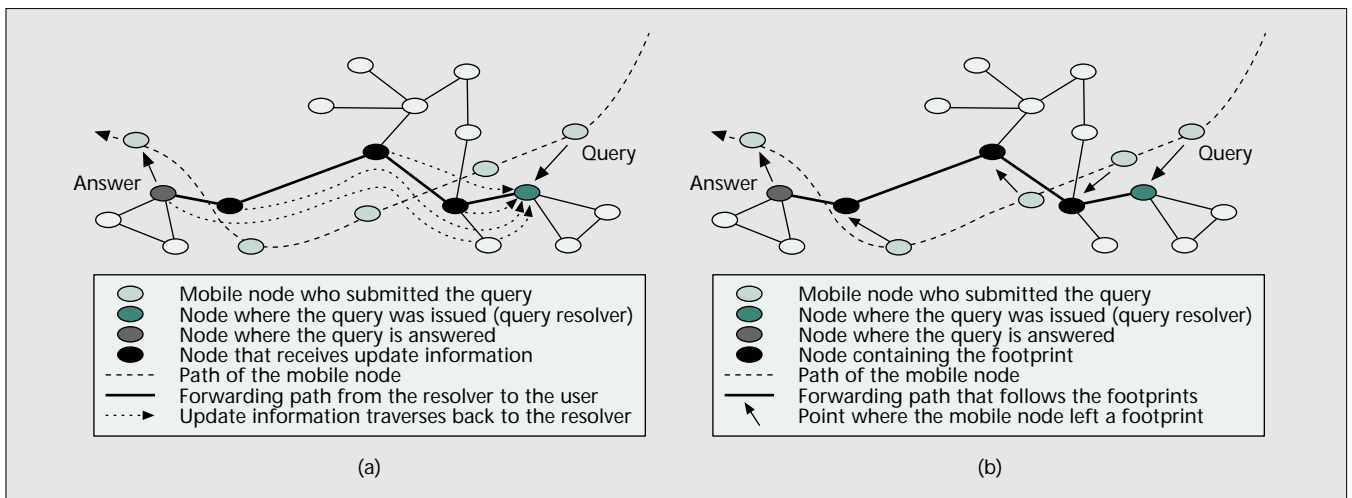 Query
Answer
Mobile node who submitted the query
Node where the query was issued (query resolver)
Node where the query is answered
Node that receives update information
Path of the mobile node
Forwarding path from the resolver to the user
Update information traverses back to the resolver
(a)
Query
Answer
Mobile node who submitted the query
Node where the query was issued (query resolver)
Node where the query is answered
Node containing the footprint
Path of the mobile node
Forwarding path that follows the footprints
Point where the mobile node left a footprint
(b)